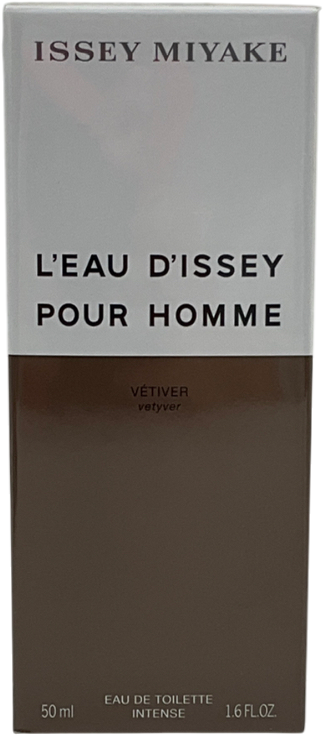 ISSEY MIYAKE
L'EAU D'ISSEY
POUR HOMME
VÉTIVER
vetyver
50 ml EAU DE TOILETTE INTENSE 1.6 FL.OZ.